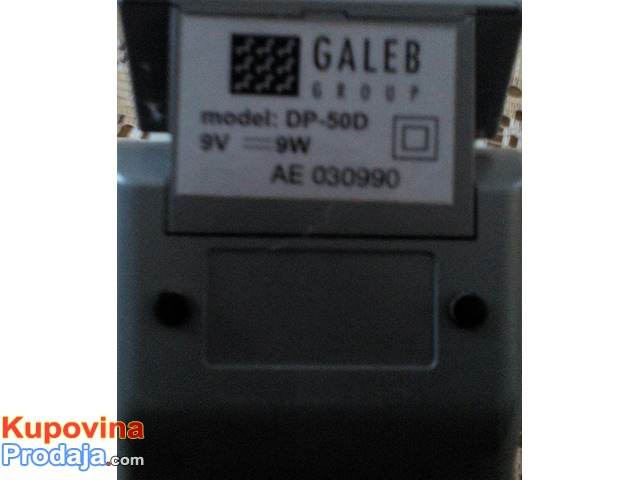 GALEB
GROUP
model: DP-50D
9V 9W
AE 030990
Kupovina
Prodaja.com